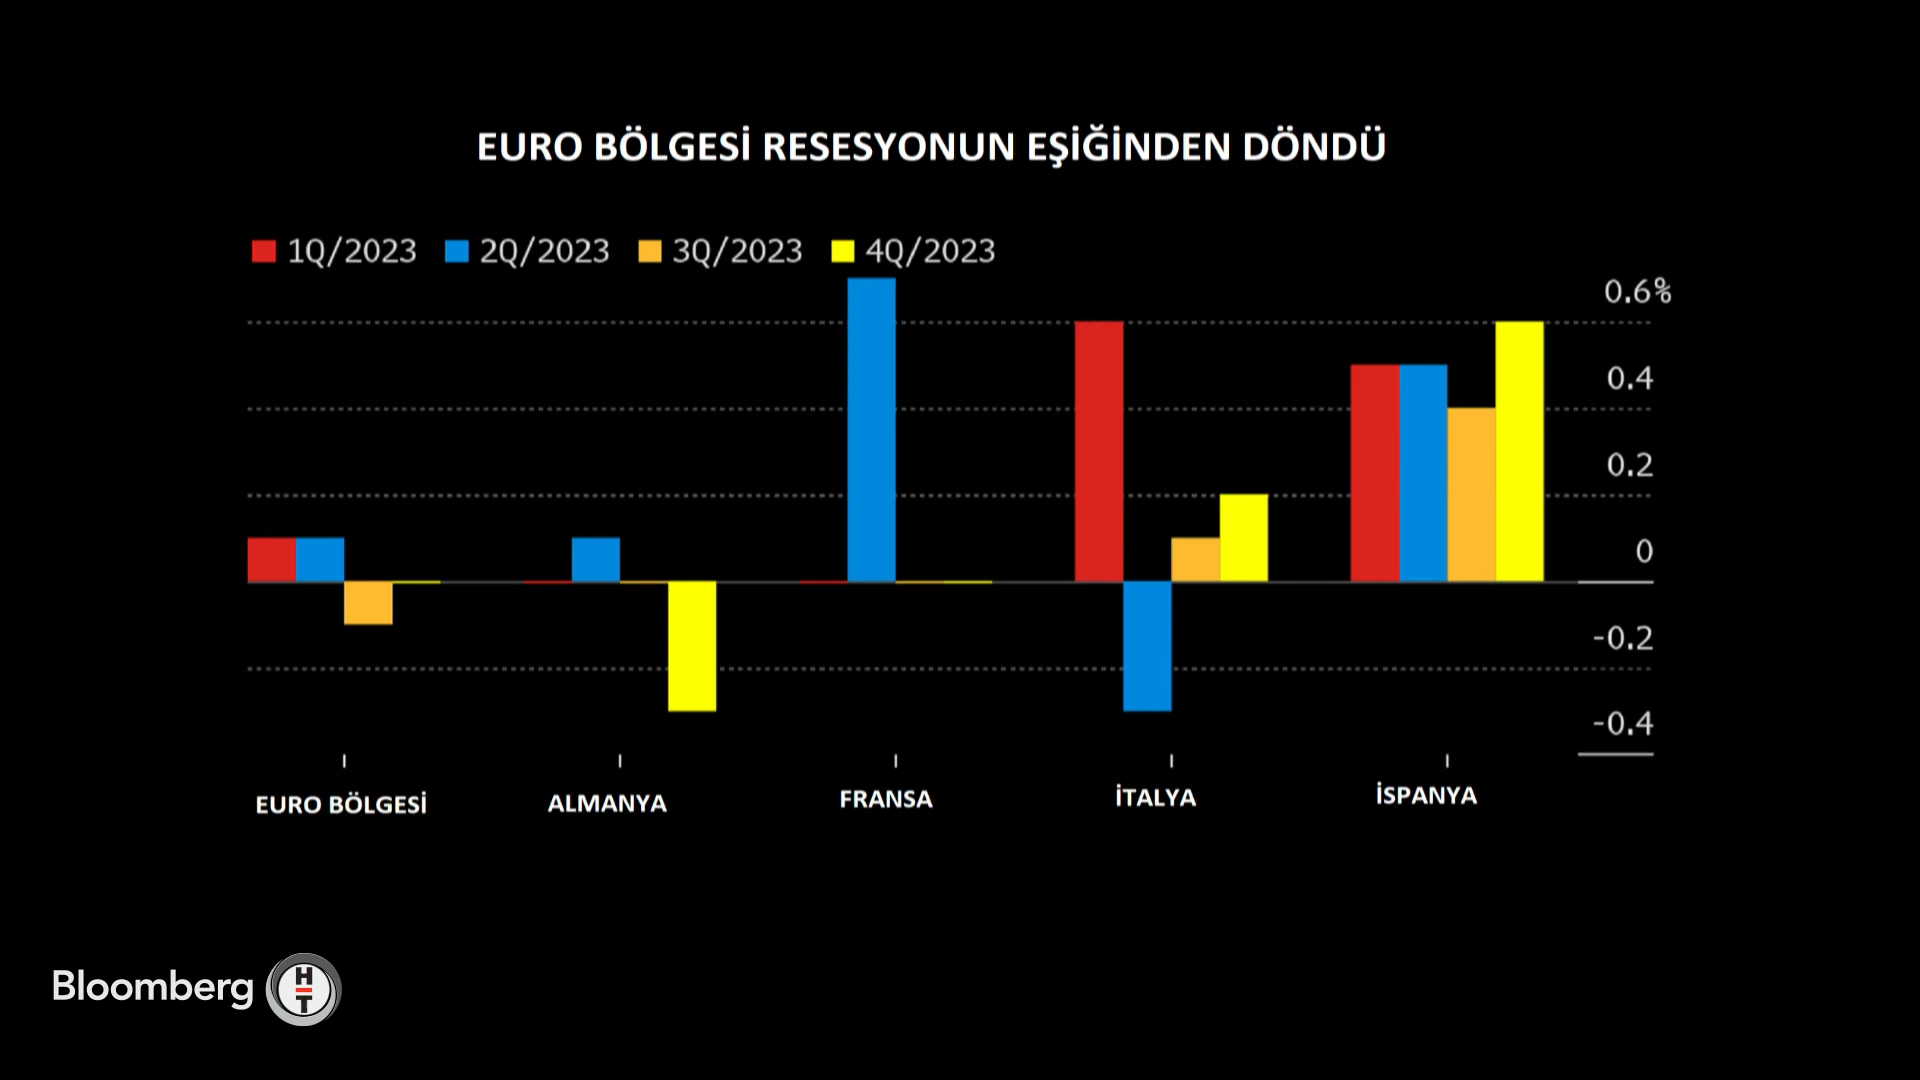 EURO BÖLGESİ RESESYONUN EŞİĞİNDEN DÖNDÜ
1Q/2023 2Q/2023 3Q/2023 4Q/2023
0.6%
0.4
0.2
0
-0.2
-0.4
EURO BÖLGESİ ALMANYA FRANSA İTALYA İSPANYA
Bloomberg HT